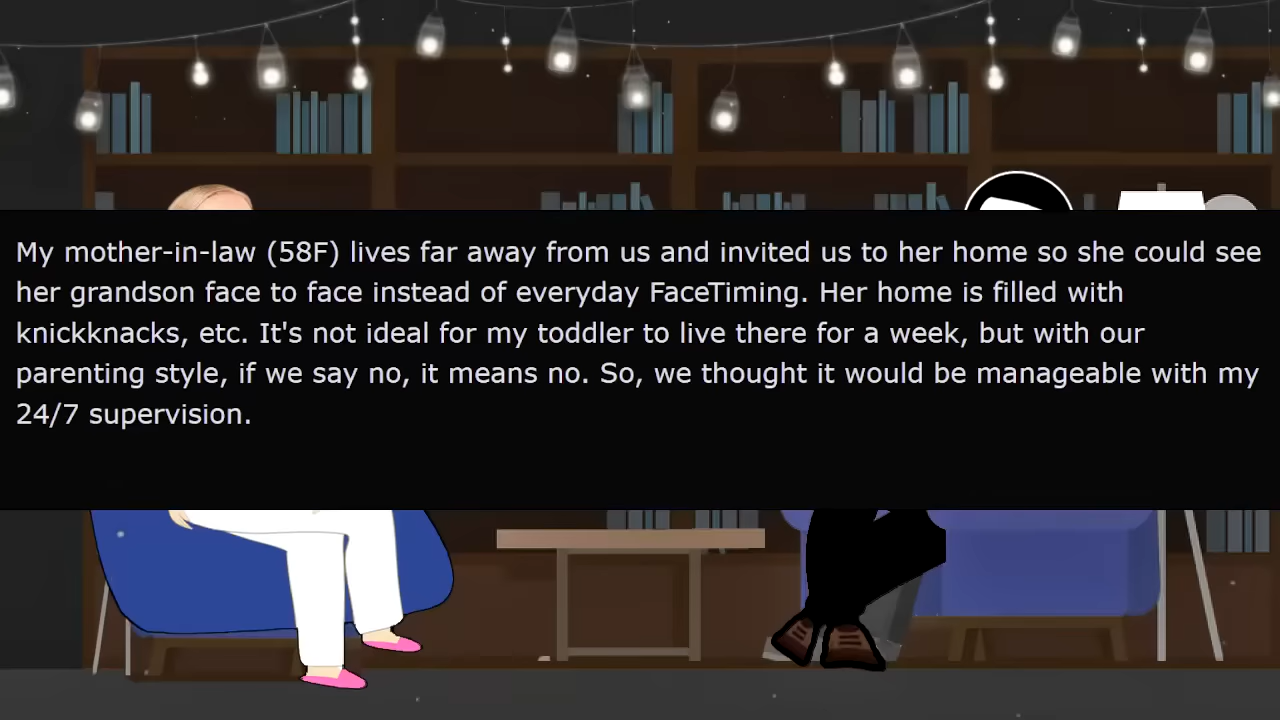 My mother-in-law (58F) lives far away from us and invited us to her home so she could see
her grandson face to face instead of everyday FaceTiming. Her home is filled with
knickknacks, etc. It's not ideal for my toddler to live there for a week, but with our
parenting style, if we say no, it means no. So, we thought it would be manageable with my
24/7 supervision.